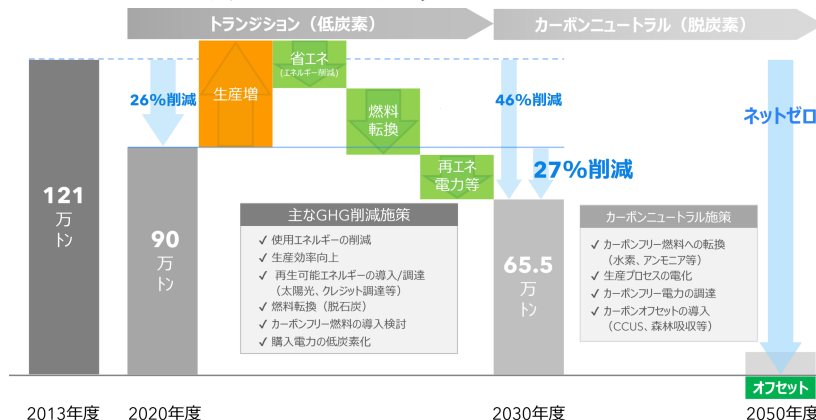 トランジション（低炭素）
カーボンニュートラル（脱炭素）
26%削減
生産増
省エネ
(エネルギー削減)
燃料
転換
再エネ
電力等
46%削減
27%削減
ネットゼロ
121
万
トン
90
万
トン
主なGHG削減施策
✓ 使用エネルギーの削減
✓ 生産効率向上
✓ 再生可能エネルギーの導入/調達
（太陽光、クレジット調達等）
✓ 燃料転換（脱石炭）
✓ カーボンフリー燃料の導入検討
✓ 購入電力の低炭素化
65.5
万
トン
カーボンニュートラル施策
✓ カーボンフリー燃料への転換
（水素、アンモニア等）
✓ 生産プロセスの電化
✓ カーボンフリー電力の調達
✓ カーボンオフセットの導入
（CCUS、森林吸収等）
オフセット
2013年度
2020年度
2030年度
2050年度